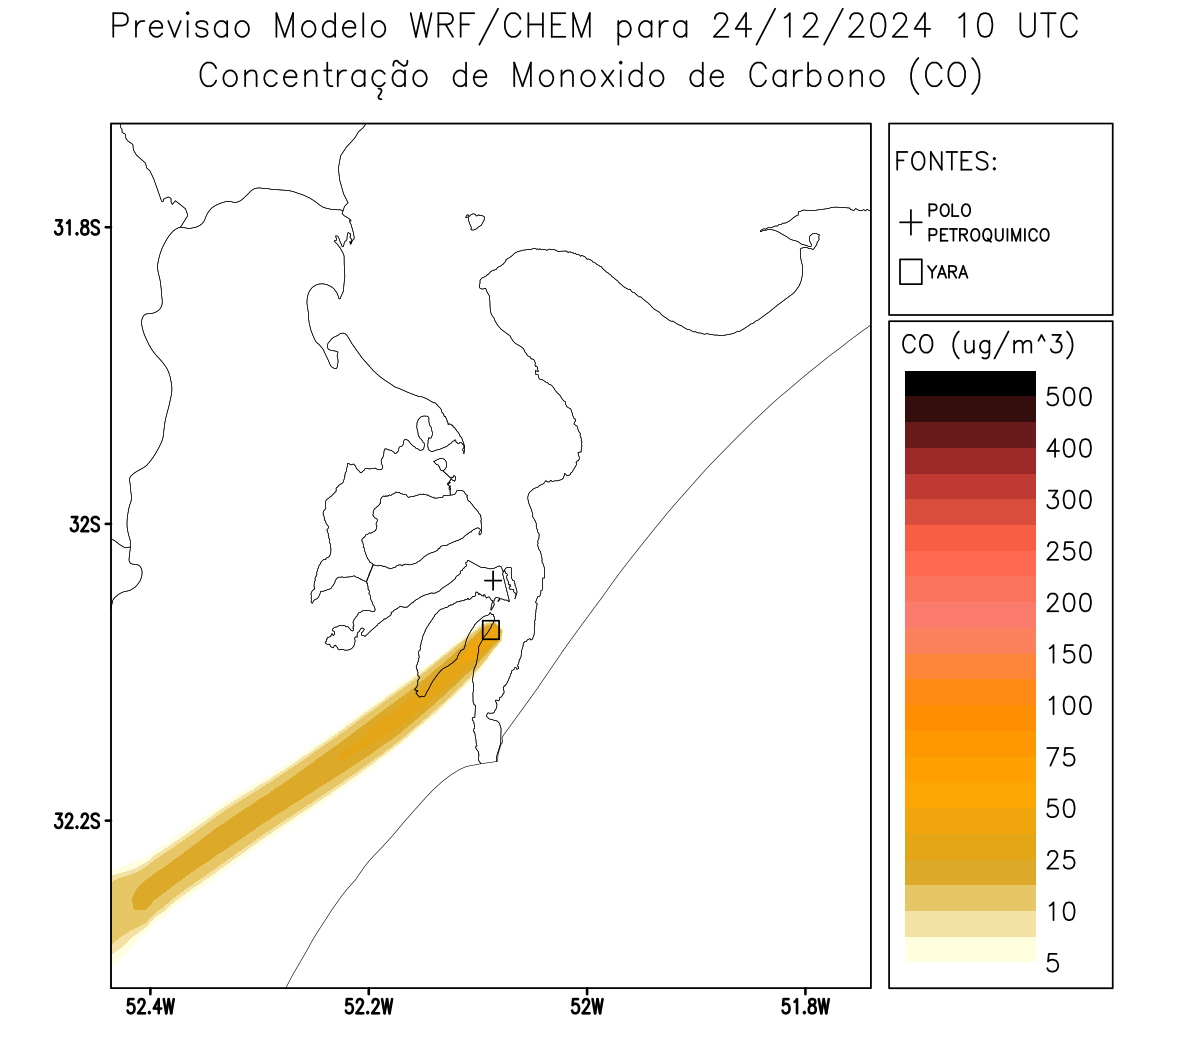 Previsao Modelo WRF/CHEM para 24/12/2024 10 UTC
Concentração de Monoxido de Carbono (CO)
FONTES:
POLO
PETROQUIMICO
YARA
31.8S
32S
32.2S
52.4W
52.2W
52W
51.8W
CO (ug/m^3)
500
400
300
250
200
150
100
75
50
25
10
5